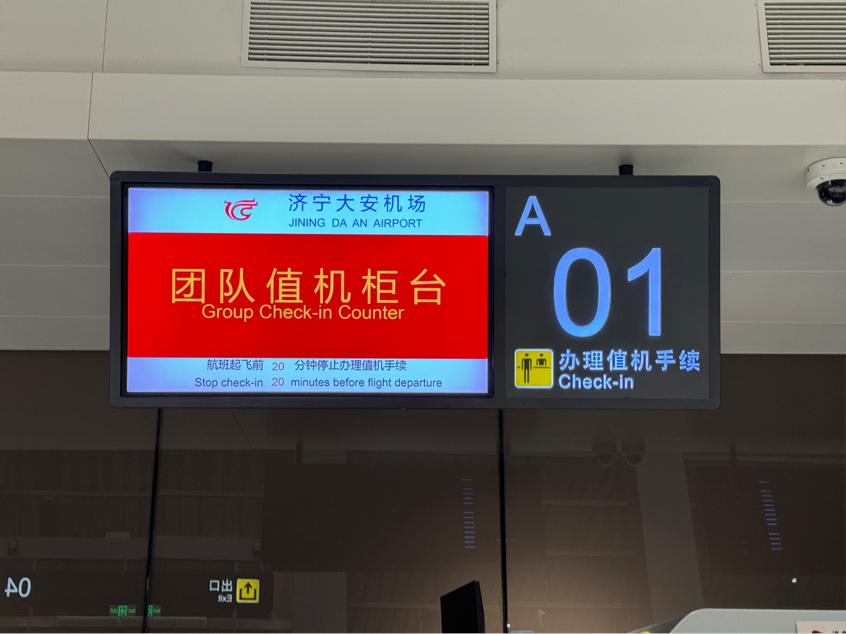 济宁大安机场
JINING DA AN AIRPORT
团队值机柜台
Group Check-in Counter
航班起飞前 20 分钟停止办理值机手续
Stop check-in 20 minutes before flight departure
A
01
办理值机手续
Check-in
04
出口
Exit